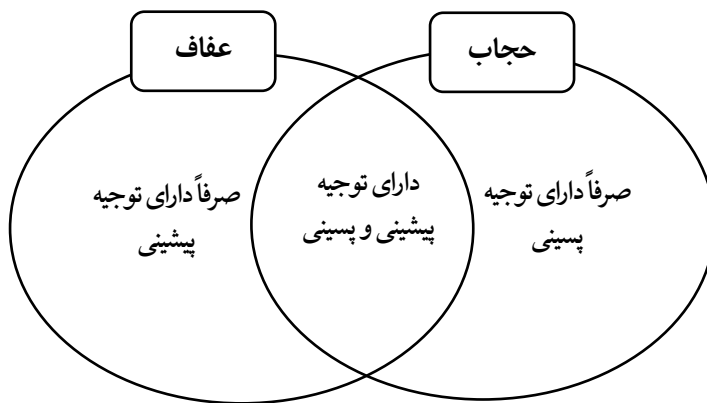 حجاب
عفاف
صرفاً دارای توجیه
پسینی
دارای توجیه
پیشینی و پسینی
صرفاً دارای توجیه
پیشینی